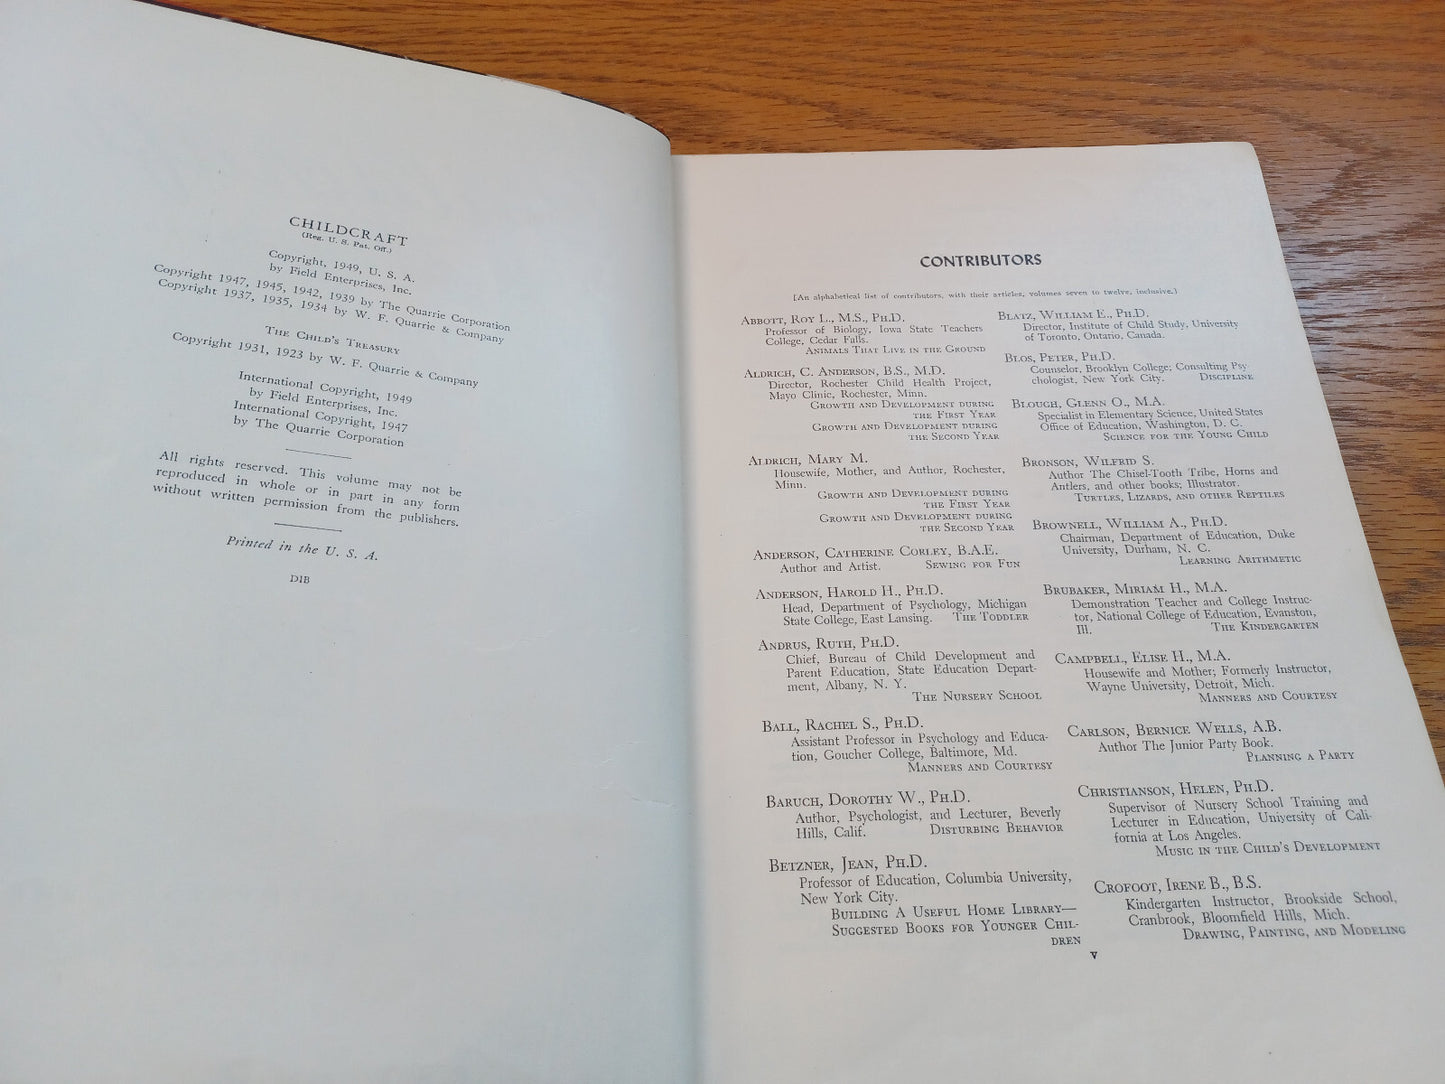 CHILDCRAFT
(Reg. U. S. Pat. Off.)
Copyright, 1949, U. S. A.
by Field Enterprises, Inc.
Copyright 1947, 1945, 1942, 1939 by The Quarrie Corporation
Copyright 1937, 1935, 1934 by W. F. Quarrie & Company
The Child's Treasury
Copyright 1931, 1923 by W. F. Quarrie & Company
International Copyright, 1949
by Field Enterprises, Inc.
International Copyright, 1947
by The Quarrie Corporation
All rights reserved. This volume may not be
reproduced in whole or in part in any form
without written permission from the publishers.
Printed in the U. S. A.
D1B
CONTRIBUTORS
[An alphabetical list of contributors, with their articles, volumes seven to twelve, inclusive.]
Abbott, Roy L., M.S., Ph.D.
Professor of Biology, Iowa State Teachers
College, Cedar Falls.
Animals That Live in the Ground
Aldrich, C. Anderson, B.S., M.D.
Director, Rochester Child Health Project,
Mayo Clinic, Rochester, Minn.
Growth and Development during
the First Year
Growth and Development during
the Second Year
Aldrich, Mary M.
Housewife, Mother, and Author, Rochester,
Minn.
Growth and Development during
the First Year
Growth and Development during
the Second Year
Anderson, Catherine Corley, B.A.E.
Author and Artist. Sewing for Fun
Anderson, Harold H., Ph.D.
Head, Department of Psychology, Michigan
State College, East Lansing. The Toddler
Andrus, Ruth, Ph.D.
Chief, Bureau of Child Development and
Parent Education, State Education Depart-
ment, Albany, N. Y.
The Nursery School
Ball, Rachel S., Ph.D.
Assistant Professor in Psychology and Educa-
tion, Goucher College, Baltimore, Md.
Manners and Courtesy
Baruch, Dorothy W., Ph.D.
Author, Psychologist, and Lecturer, Beverly
Hills, Calif. Disturbing Behavior
Betzner, Jean, Ph.D.
Professor of Education, Columbia University,
New York City.
Building A Useful Home Library—
Suggested Books for Younger Chil-
dren
Blatz, William E., Ph.D.
Director, Institute of Child Study, University
of Toronto, Ontario, Canada.
Blos, Peter, Ph.D.
Counselor, Brooklyn College; Consulting Psy
chologist, New York City. Discipline
Blough, Glenn O., M.A.
Specialist in Elementary Science, United States
Office of Education, Washington, D. C.
Science for the Young Child
Bronson, Wilfrid S.
Author The Chisel-Tooth Tribe, Horns and
Antlers, and other books; Illustrator.
Turtles, Lizards, and other Reptiles
Brownell, William A., Ph.D.
Chairman, Department of Education, Duke
University, Durham, N. C.
Learning Arithmetic
Brubaker, Miriam H., M.A.
Demonstration Teacher and College Instruc-
tor, National College of Education, Evanston,
Ill. The Kindergarten
Campbell, Elise H., M.A.
Housewife and Mother; Formerly Instructor,
Wayne University, Detroit, Mich.
Manners and Courtesy
Carlson, Bernice Wells, A.B.
Author The Junior Party Book.
Planning a Party
Christianson, Helen, Ph.D.
Supervisor of Nursery School Training and
Lecturer in Education, University of Cali-
fornia at Los Angeles.
Music in the Child's Development
Crofoot, Irene B., B.S.
Kindergarten Instructor, Brookside School,
Cranbrook, Bloomfield Hills, Mich.
Drawing, Painting, and Modeling
v